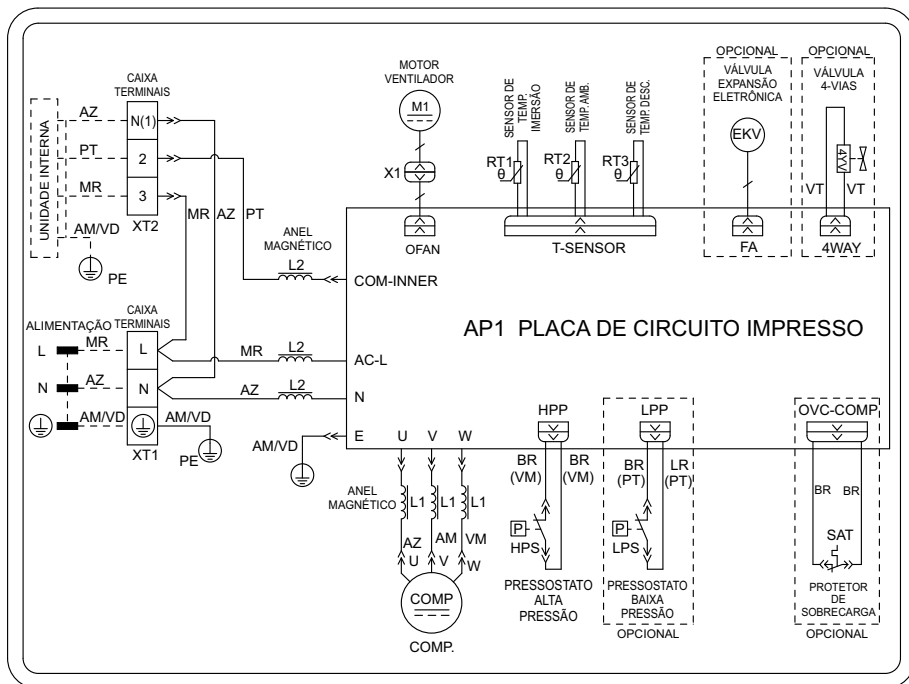 CAIXA
TERMINAIS
UNIDADE INTERNA
AZ
N(1)
PT
2
MR
3
AM/VD
XT2
PE
MR
AZ
PT
ANEL
MAGNÉTICO
L2
COM-INNER
MOTOR
VENTILADOR
M1
X1
OFAN
SENSOR DE
TEMP.
IMERSÃO
SENSOR DE
TEMP. AMB.
SENSOR DE
TEMP. DESC.
RT1
θ
RT2
θ
RT3
θ
T-SENSOR
OPCIONAL
VÁLVULA
EXPANSÃO
ELETRÔNICA
EKV
FA
OPCIONAL
VÁLVULA
4-VIAS
4YV
VT
VT
4WAY
AP1 PLACA DE CIRCUITO IMPRESSO
CAIXA
TERMINAIS
ALIMENTAÇÃO
L
MR
L
MR
L2
AC-L
N
AZ
N
AZ
L2
N
AM/VD
AM/VD
XT1
PE
AM/VD
E
U
V
W
ANEL
MAGNÉTICO
L1
L1
L1
AZ
AM
VM
U
V
W
COMP
COMP.
HPP
BR
(VM)
BR
(VM)
P
HPS
PRESSOSTATO
ALTA
PRESSÃO
LPP
BR
(PT)
LR
(PT)
P
LPS
PRESSOSTATO
BAIXA
PRESSÃO
OPCIONAL
OVC-COMP
BR
BR
SAT
PROTETOR
DE
SOBRECARGA
OPCIONAL